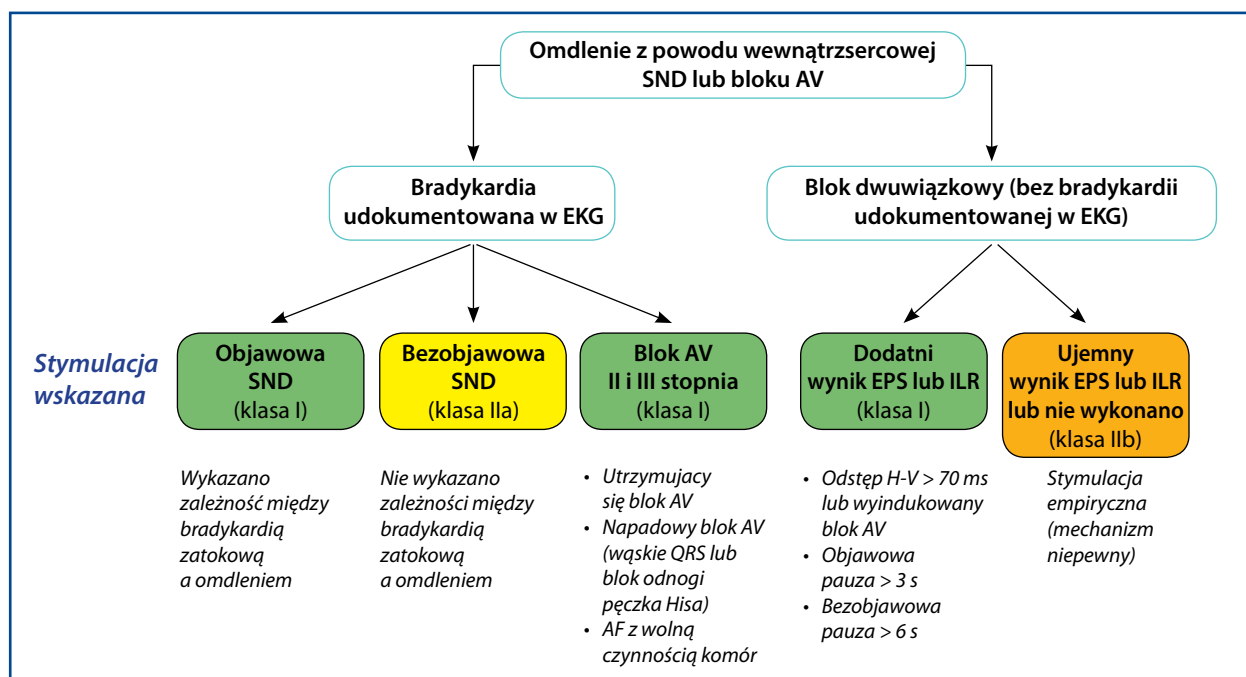 Omdlenie z powodu wewnątrzsercowej
SND lub bloku AV
Bradykardia
udokumentowana w EKG
Blok dwuwiązkowy (bez bradykardii
udokumentowanej w EKG)
Stymulacja
wskazana
Objawowa
SND
(klasa I)
Bezobjawowa
SND
(klasa IIa)
Blok AV
II i III stopnia
(klasa I)
Dodatni
wynik EPS lub ILR
(klasa I)
Ujemny
wynik EPS lub ILR
lub nie wykonano
(klasa IIb)
Wykazano
zależność między
bradykardią
zatokową
a omdleniem
Nie wykazano
zależności między
bradykardią
zatokową
a omdleniem
• Utrzymujacy
się blok AV
• Napadowy blok AV
(wąskie QRS lub
blok odnogi
pęczka Hisa)
• AF z wolną
czynnością komór
• Odstęp H-V > 70 ms
lub wyindukowany
blok AV
• Objawowa
pauza > 3 s
• Bezobjawowa
pauza > 6 s
Stymulacja
empiryczna
(mechanizm
niepewny)